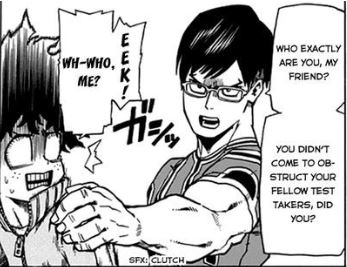 WHO EXACTLY
ARE YOU, MY
FRIEND?
YOU DIDN'T
COME TO OB-
STRUCT YOUR
FELLOW TEST
TAKERS, DID
YOU?
ガシッ
EEK!
WH-WHO,
ME?
SFX: CLUTCH